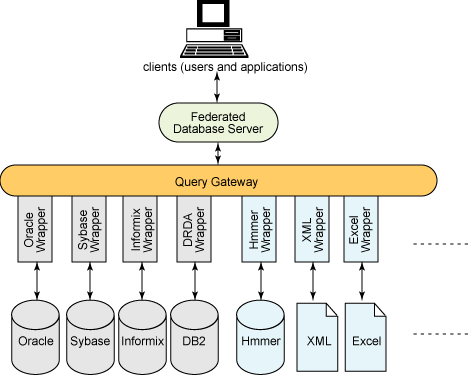 clients (users and applications)
Federated
Database Server
Query Gateway
Oracle
Wrapper
Sybase
Wrapper
Informix
Wrapper
DRDA
Wrapper
Hmmer
Wrapper
XML
Wrapper
Excel
Wrapper
Oracle
Sybase
Informix
DB2
Hmmer
XML
Excel